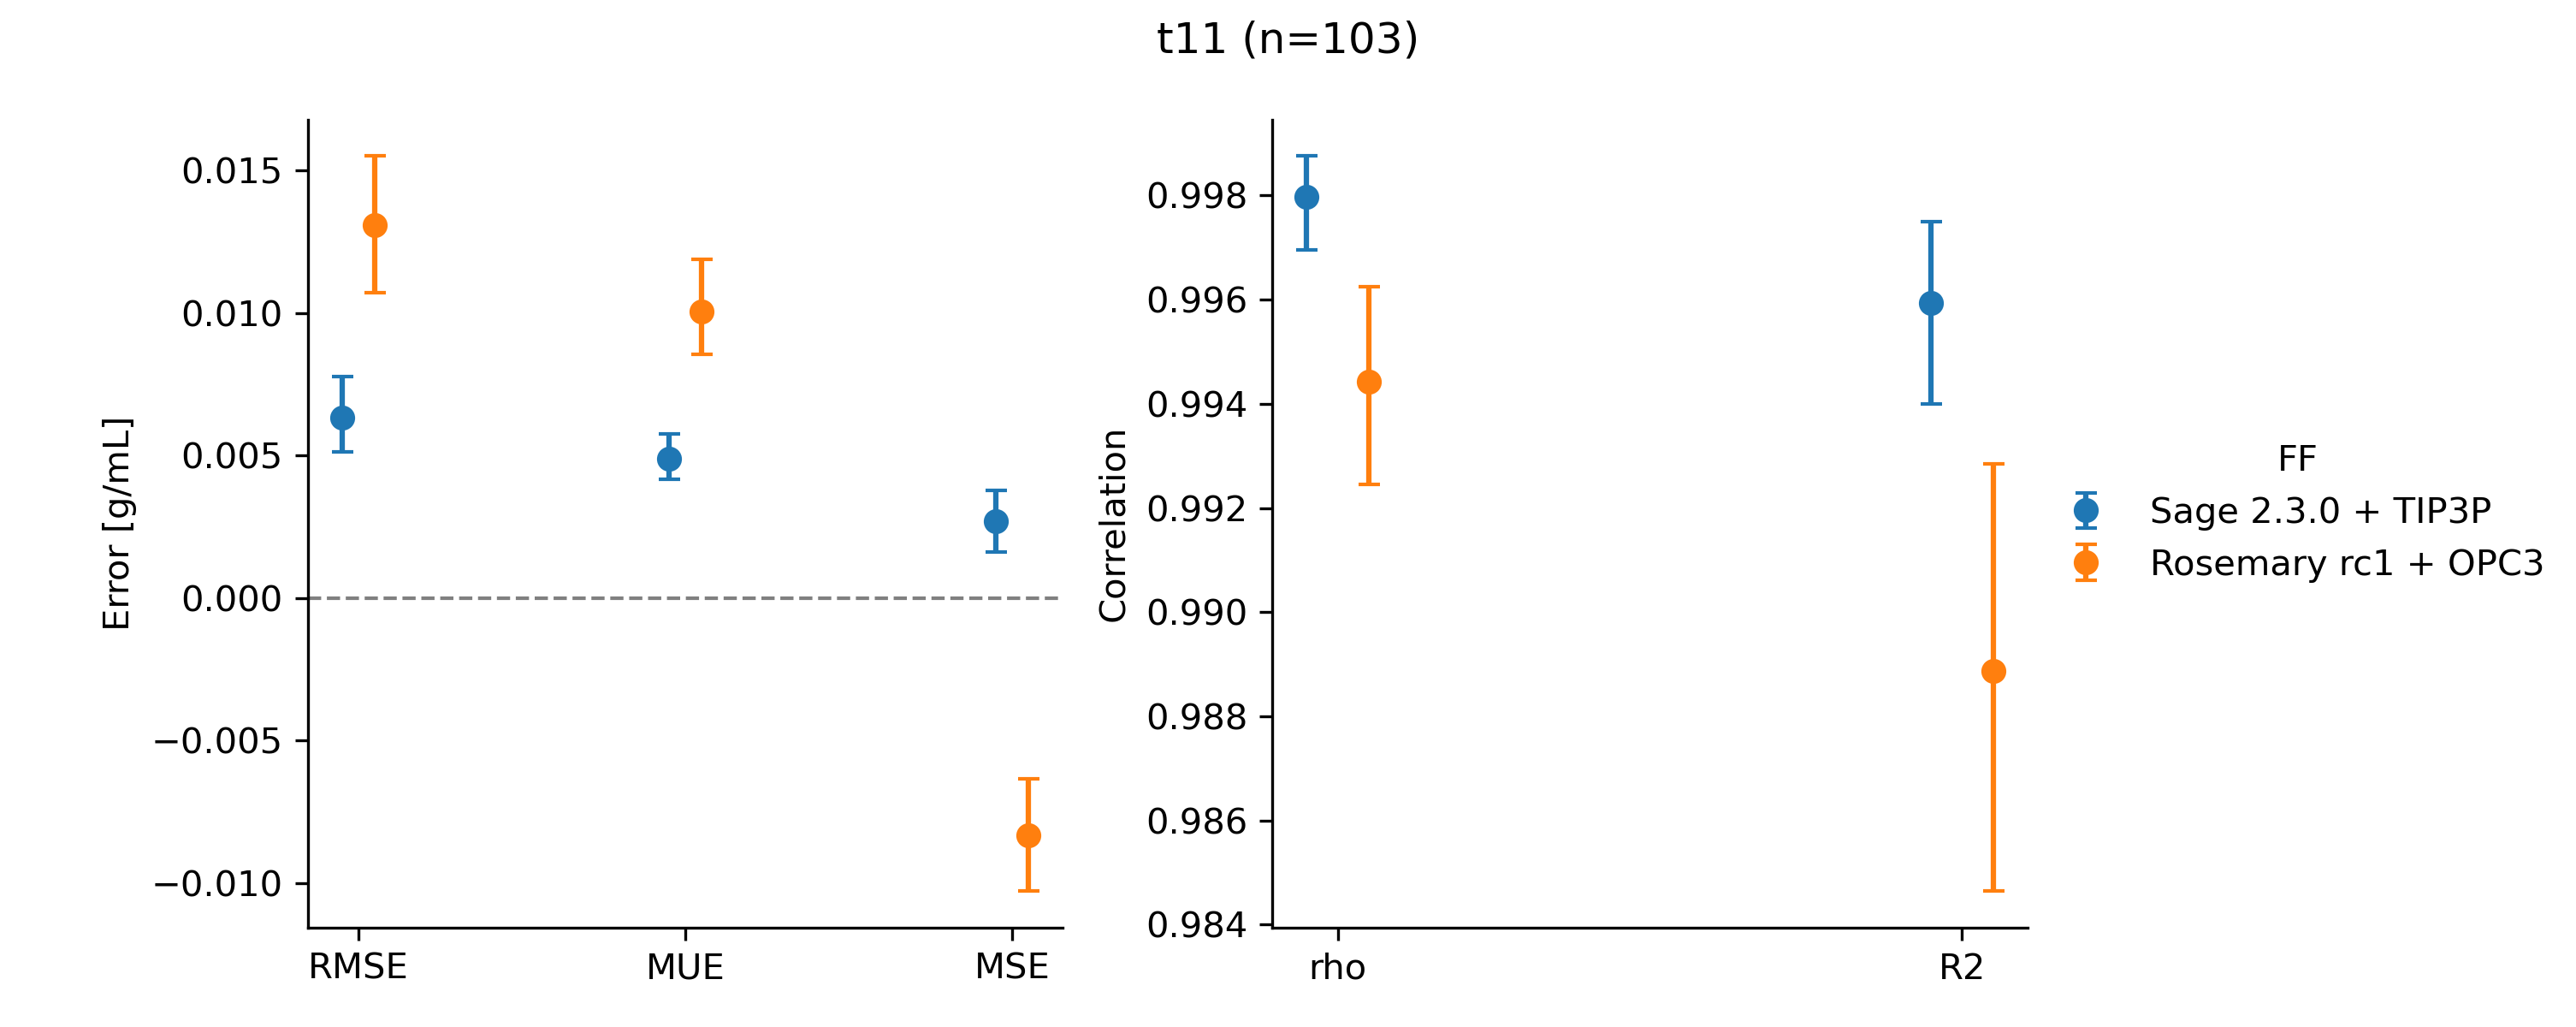 t11 (n=103)
Error [g/mL]
0.015
0.010
0.005
0.000
−0.005
−0.010
RMSE
MUE
MSE
Correlation
0.998
0.996
0.994
0.992
0.990
0.988
0.986
0.984
rho
R2
FF
Sage 2.3.0 + TIP3P
Rosemary rc1 + OPC3